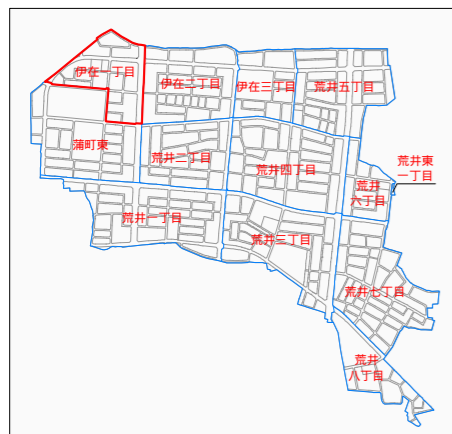 伊在一丁目
伊在二丁目
伊在三丁目
荒井五丁目
蒲町東
荒井二丁目
荒井四丁目
荒井東
一丁目
荒井
六丁目
荒井一丁目
荒井三丁目
荒井七丁目
荒井
八丁目